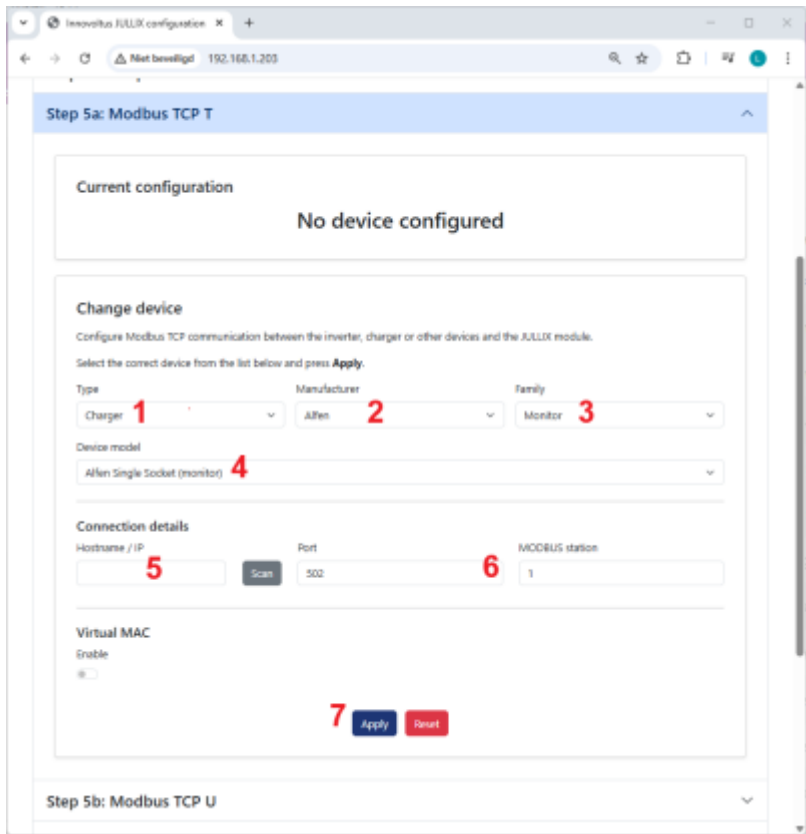 Innovoltus JULLIX configuration
Niet beveiligd 192.168.1.203
L
Step 5a: Modbus TCP T
Current configuration
No device configured
Change device
Configure Modbus TCP communication between the inverter, charger or other devices and the JULLIX module.
Select the correct device from the list below and press Apply.
Type Manufacturer Family
Charger 1 Alfen 2 Monitor 3
Device model
Alfen Single Socket (monitor) 4
Connection details
Hostname / IP Port MODBUS station
5 Scan 502 6 1
Virtual MAC
Enable
7 Apply Reset
Step 5b: Modbus TCP U